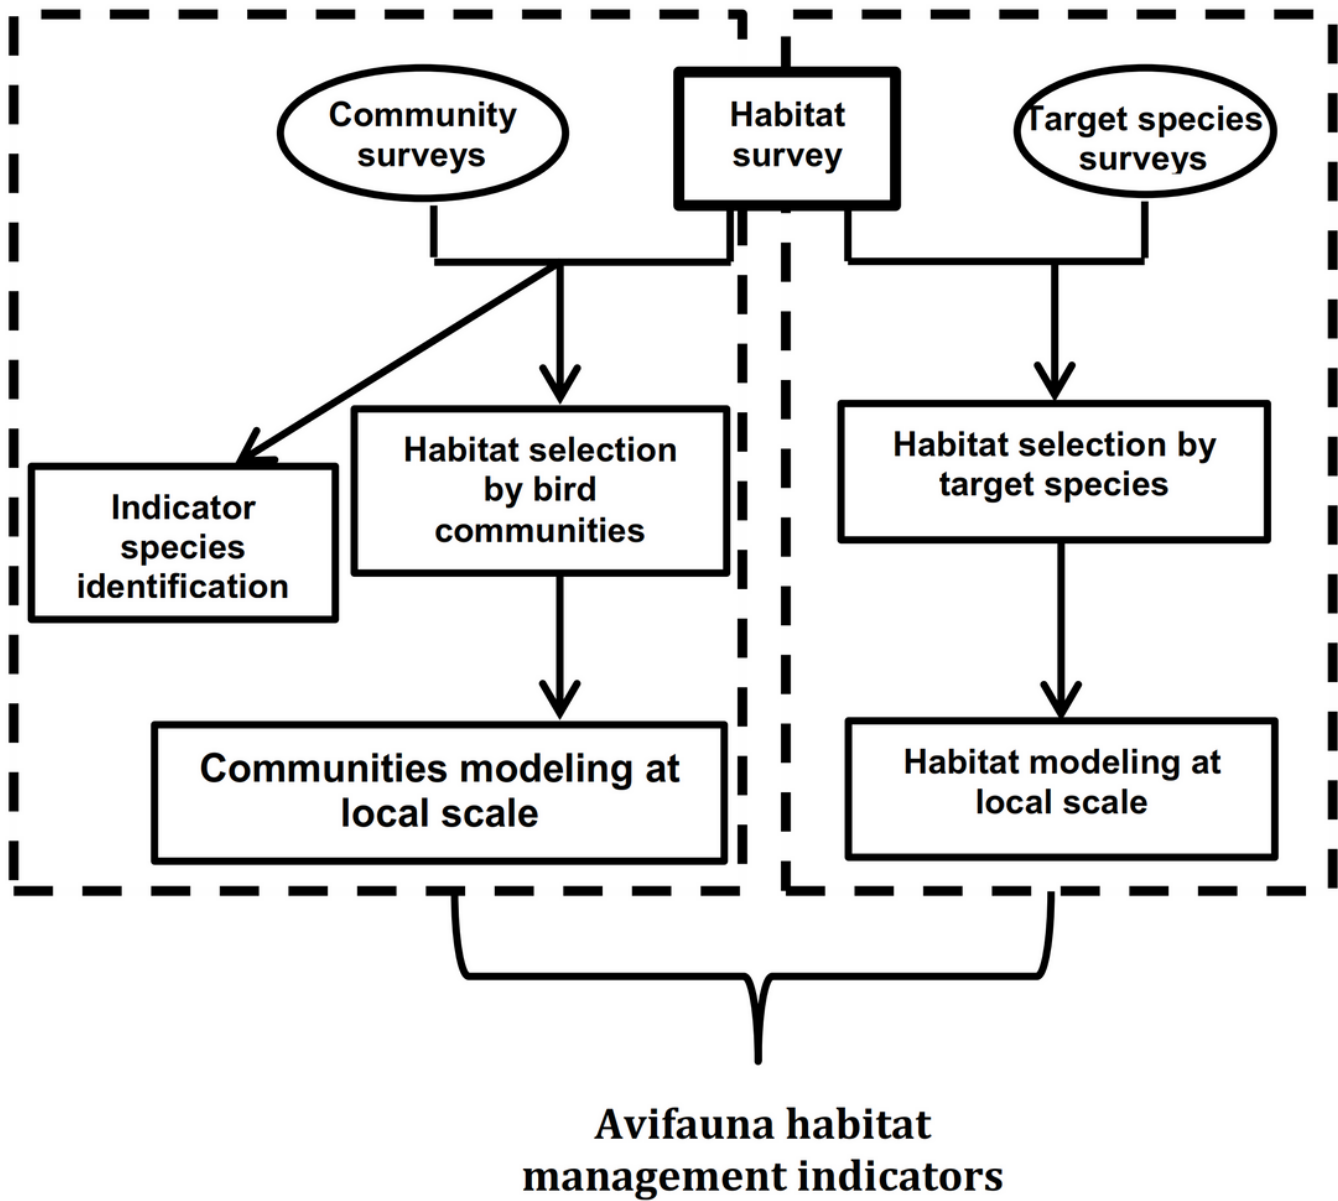 Community
surveys
Habitat
survey
Target species
surveys
Indicator
species
identification
Habitat selection
by bird
communities
Habitat selection by
target species
Communities modeling at
local scale
Habitat modeling at
local scale
Avifauna habitat
management indicators